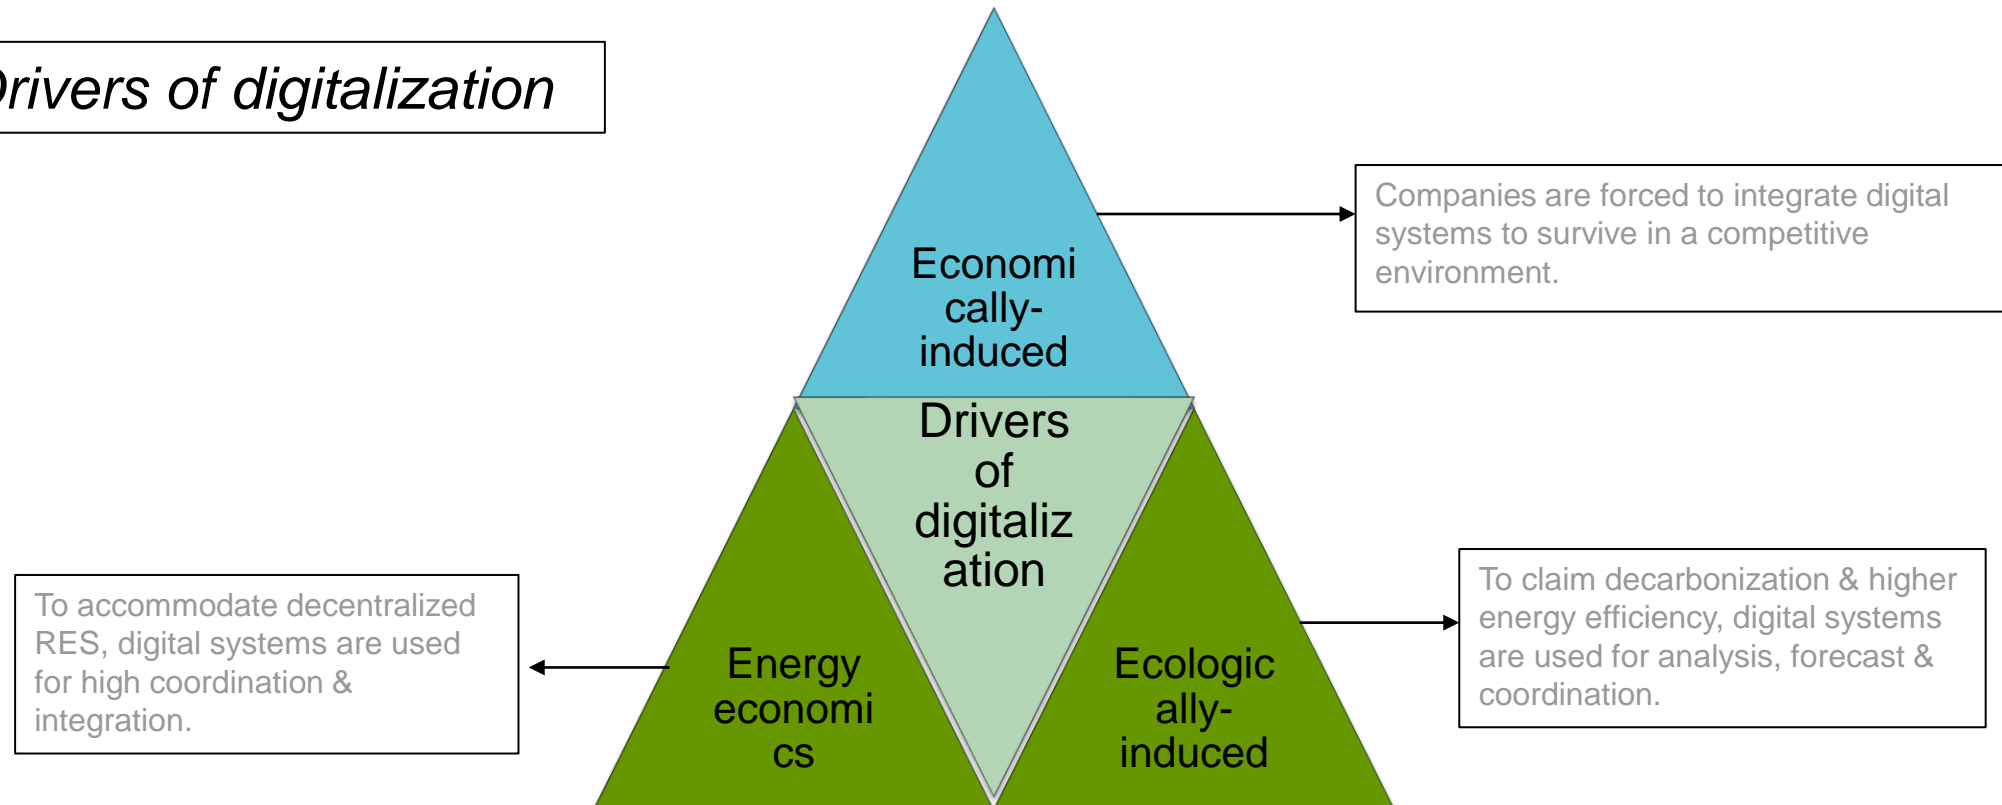 Drivers of digitalization
Economi
cally-
induced
Companies are forced to integrate digital
systems to survive in a competitive
environment.
Drivers
of
digitaliz
ation
To accommodate decentralized
RES, digital systems are used
for high coordination &
integration.
Energy
economi
cs
Ecologic
ally-
induced
To claim decarbonization & higher
energy efficiency, digital systems
are used for analysis, forecast &
coordination.